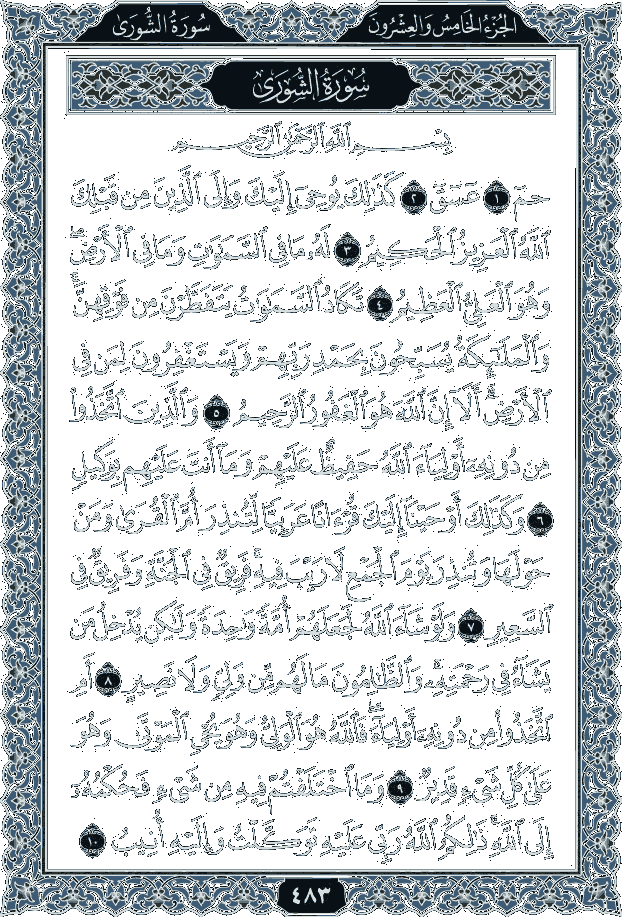 سُورَةُ الشُّورَىٰ
الجُزْءُ الخَامِسُ وَالعِشْرُونَ
سُورَةُ الشُّورَىٰ
بِسْمِ ٱللَّهِ ٱلرَّحْمَٰنِ ٱلرَّحِيمِ
حمٓ ١ عٓسٓقٓ ٢ كَذَٰلِكَ يُوحِىٓ إِلَيْكَ وَإِلَى ٱلَّذِينَ مِن قَبْلِكَ
ٱللَّهُ ٱلْعَزِيزُ ٱلْحَكِيمُ ٣ لَهُۥ مَا فِى ٱلسَّمَٰوَٰتِ وَمَا فِى ٱلْأَرْضِۖ
وَهُوَ ٱلْعَلِىُّ ٱلْعَظِيمُ ٤ تَكَادُ ٱلسَّمَٰوَٰتُ يَتَفَطَّرْنَ مِن فَوْقِهِنَّۚ
وَٱلْمَلَٰٓئِكَةُ يُسَبِّحُونَ بِحَمْدِ رَبِّهِمْ وَيَسْتَغْفِرُونَ لِمَن فِى
ٱلْأَرْضِۗ أَلَآ إِنَّ ٱللَّهَ هُوَ ٱلْغَفُورُ ٱلرَّحِيمُ ٥ وَٱلَّذِينَ ٱتَّخَذُوا۟
مِن دُونِهِۦٓ أَوْلِيَآءَ ٱللَّهُ حَفِيظٌ عَلَيْهِمْ وَمَآ أَنتَ عَلَيْهِم بِوَكِيلٍ
٦ وَكَذَٰلِكَ أَوْحَيْنَآ إِلَيْكَ قُرْءَانًا عَرَبِيًّا لِّتُنذِرَ أُمَّ ٱلْقُرَىٰ وَمَنْ
حَوْلَهَا وَتُنذِرَ يَوْمَ ٱلْجَمْعِ لَا رَيْبَ فِيهِۚ فَرِيقٌ فِى ٱلْجَنَّةِ وَفَرِيقٌ فِى
ٱلسَّعِيرِ ٧ وَلَوْ شَآءَ ٱللَّهُ لَجَعَلَهُمْ أُمَّةً وَٰحِدَةً وَلَٰكِن يُدْخِلُ مَن
يَشَآءُ فِى رَحْمَتِهِۦۚ وَٱلظَّٰلِمُونَ مَا لَهُم مِّن وَلِىٍّ وَلَا نَصِيرٍ ٨ أَمِ
ٱتَّخَذُوا۟ مِن دُونِهِۦٓ أَوْلِيَآءَۖ فَٱللَّهُ هُوَ ٱلْوَلِىُّ وَهُوَ يُحْىِ ٱلْمَوْتَىٰ وَهُوَ
عَلَىٰ كُلِّ شَىْءٍ قَدِيرٌ ٩ وَمَا ٱخْتَلَفْتُمْ فِيهِ مِن شَىْءٍ فَحُكْمُهُۥٓ
إِلَى ٱللَّهِۚ ذَٰلِكُمُ ٱللَّهُ رَبِّى عَلَيْهِ تَوَكَّلْتُ وَإِلَيْهِ أُنِيبُ ١٠
٤٨٣